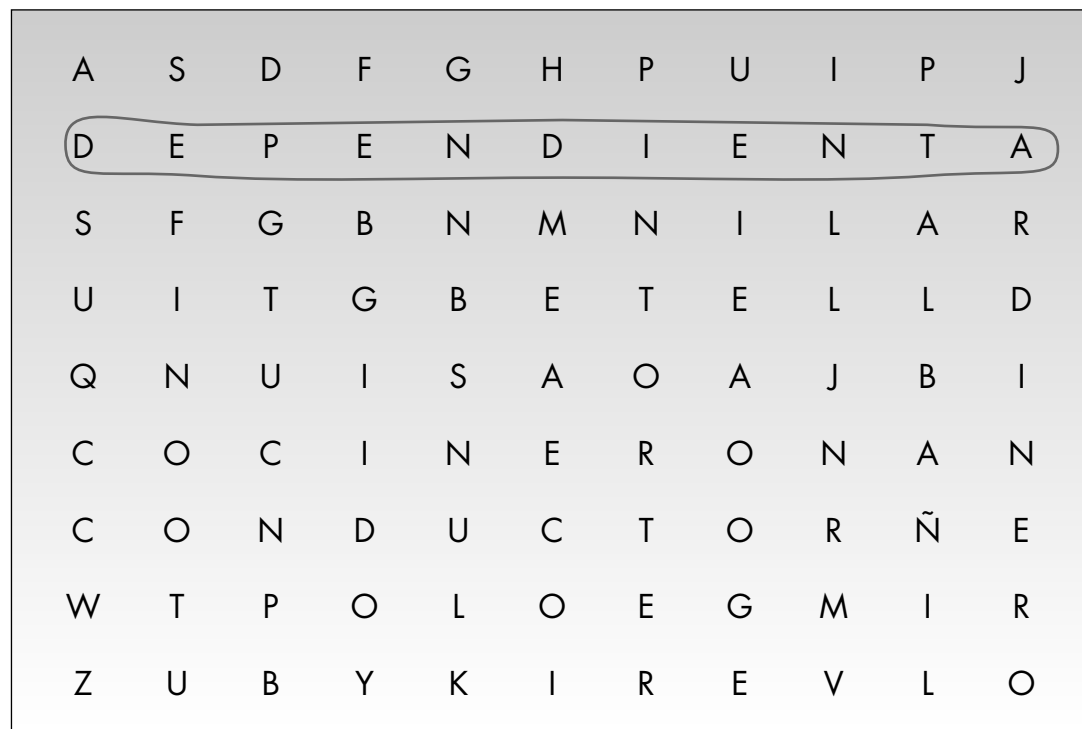 A S D F G H P U I P J
D E P E N D I E N T A
S F G B N M N I L A R
U I T G B E T E L L D
Q N U I S A O A J B I
C O C I N E R O N A N
C O N D U C T O R Ñ E
W T P O L O E G M I R
Z U B Y K I R E V L O